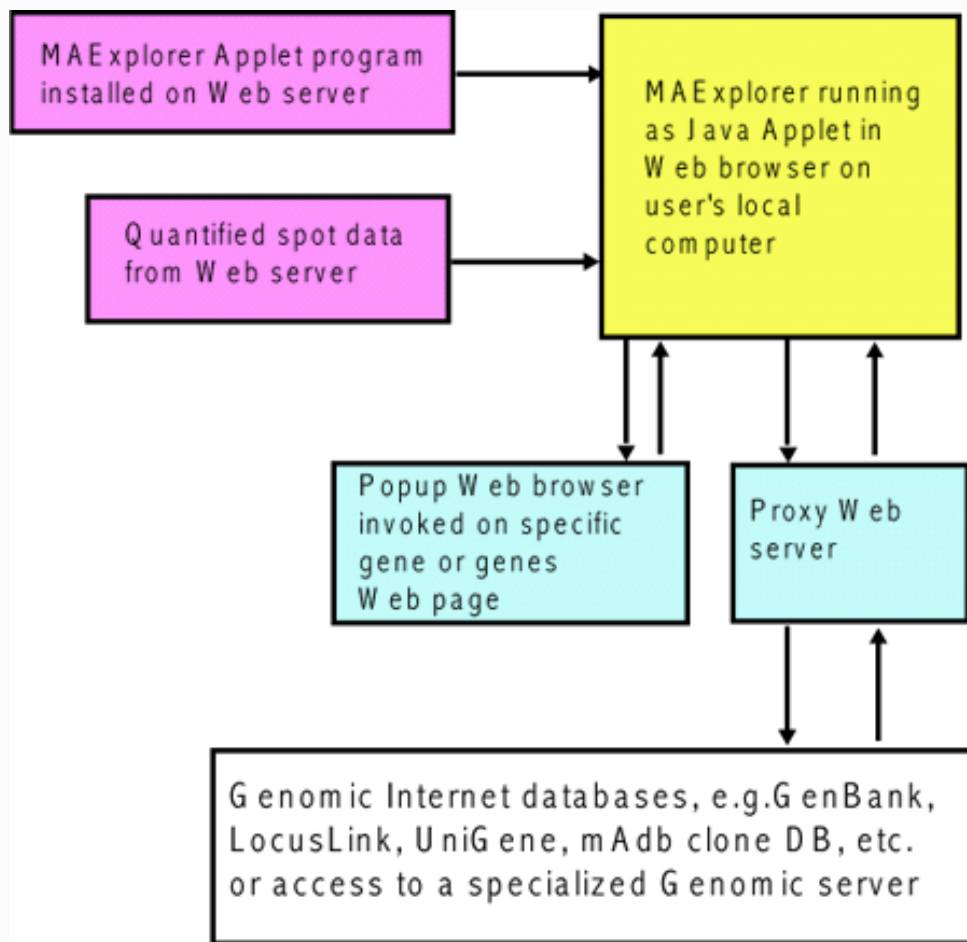 MAExplorer Applet program
installed on Web server
MAExplorer running
as Java Applet in
Web browser on
user's local
computer
Quantified spot data
from Web server
Popup Web browser
invoked on specific
gene or genes
Web page
Proxy Web
server
Genomic Internet databases, e.g.GenBank,
LocusLink, UniGene, mAdb clone DB, etc.
or access to a specialized Genomic server